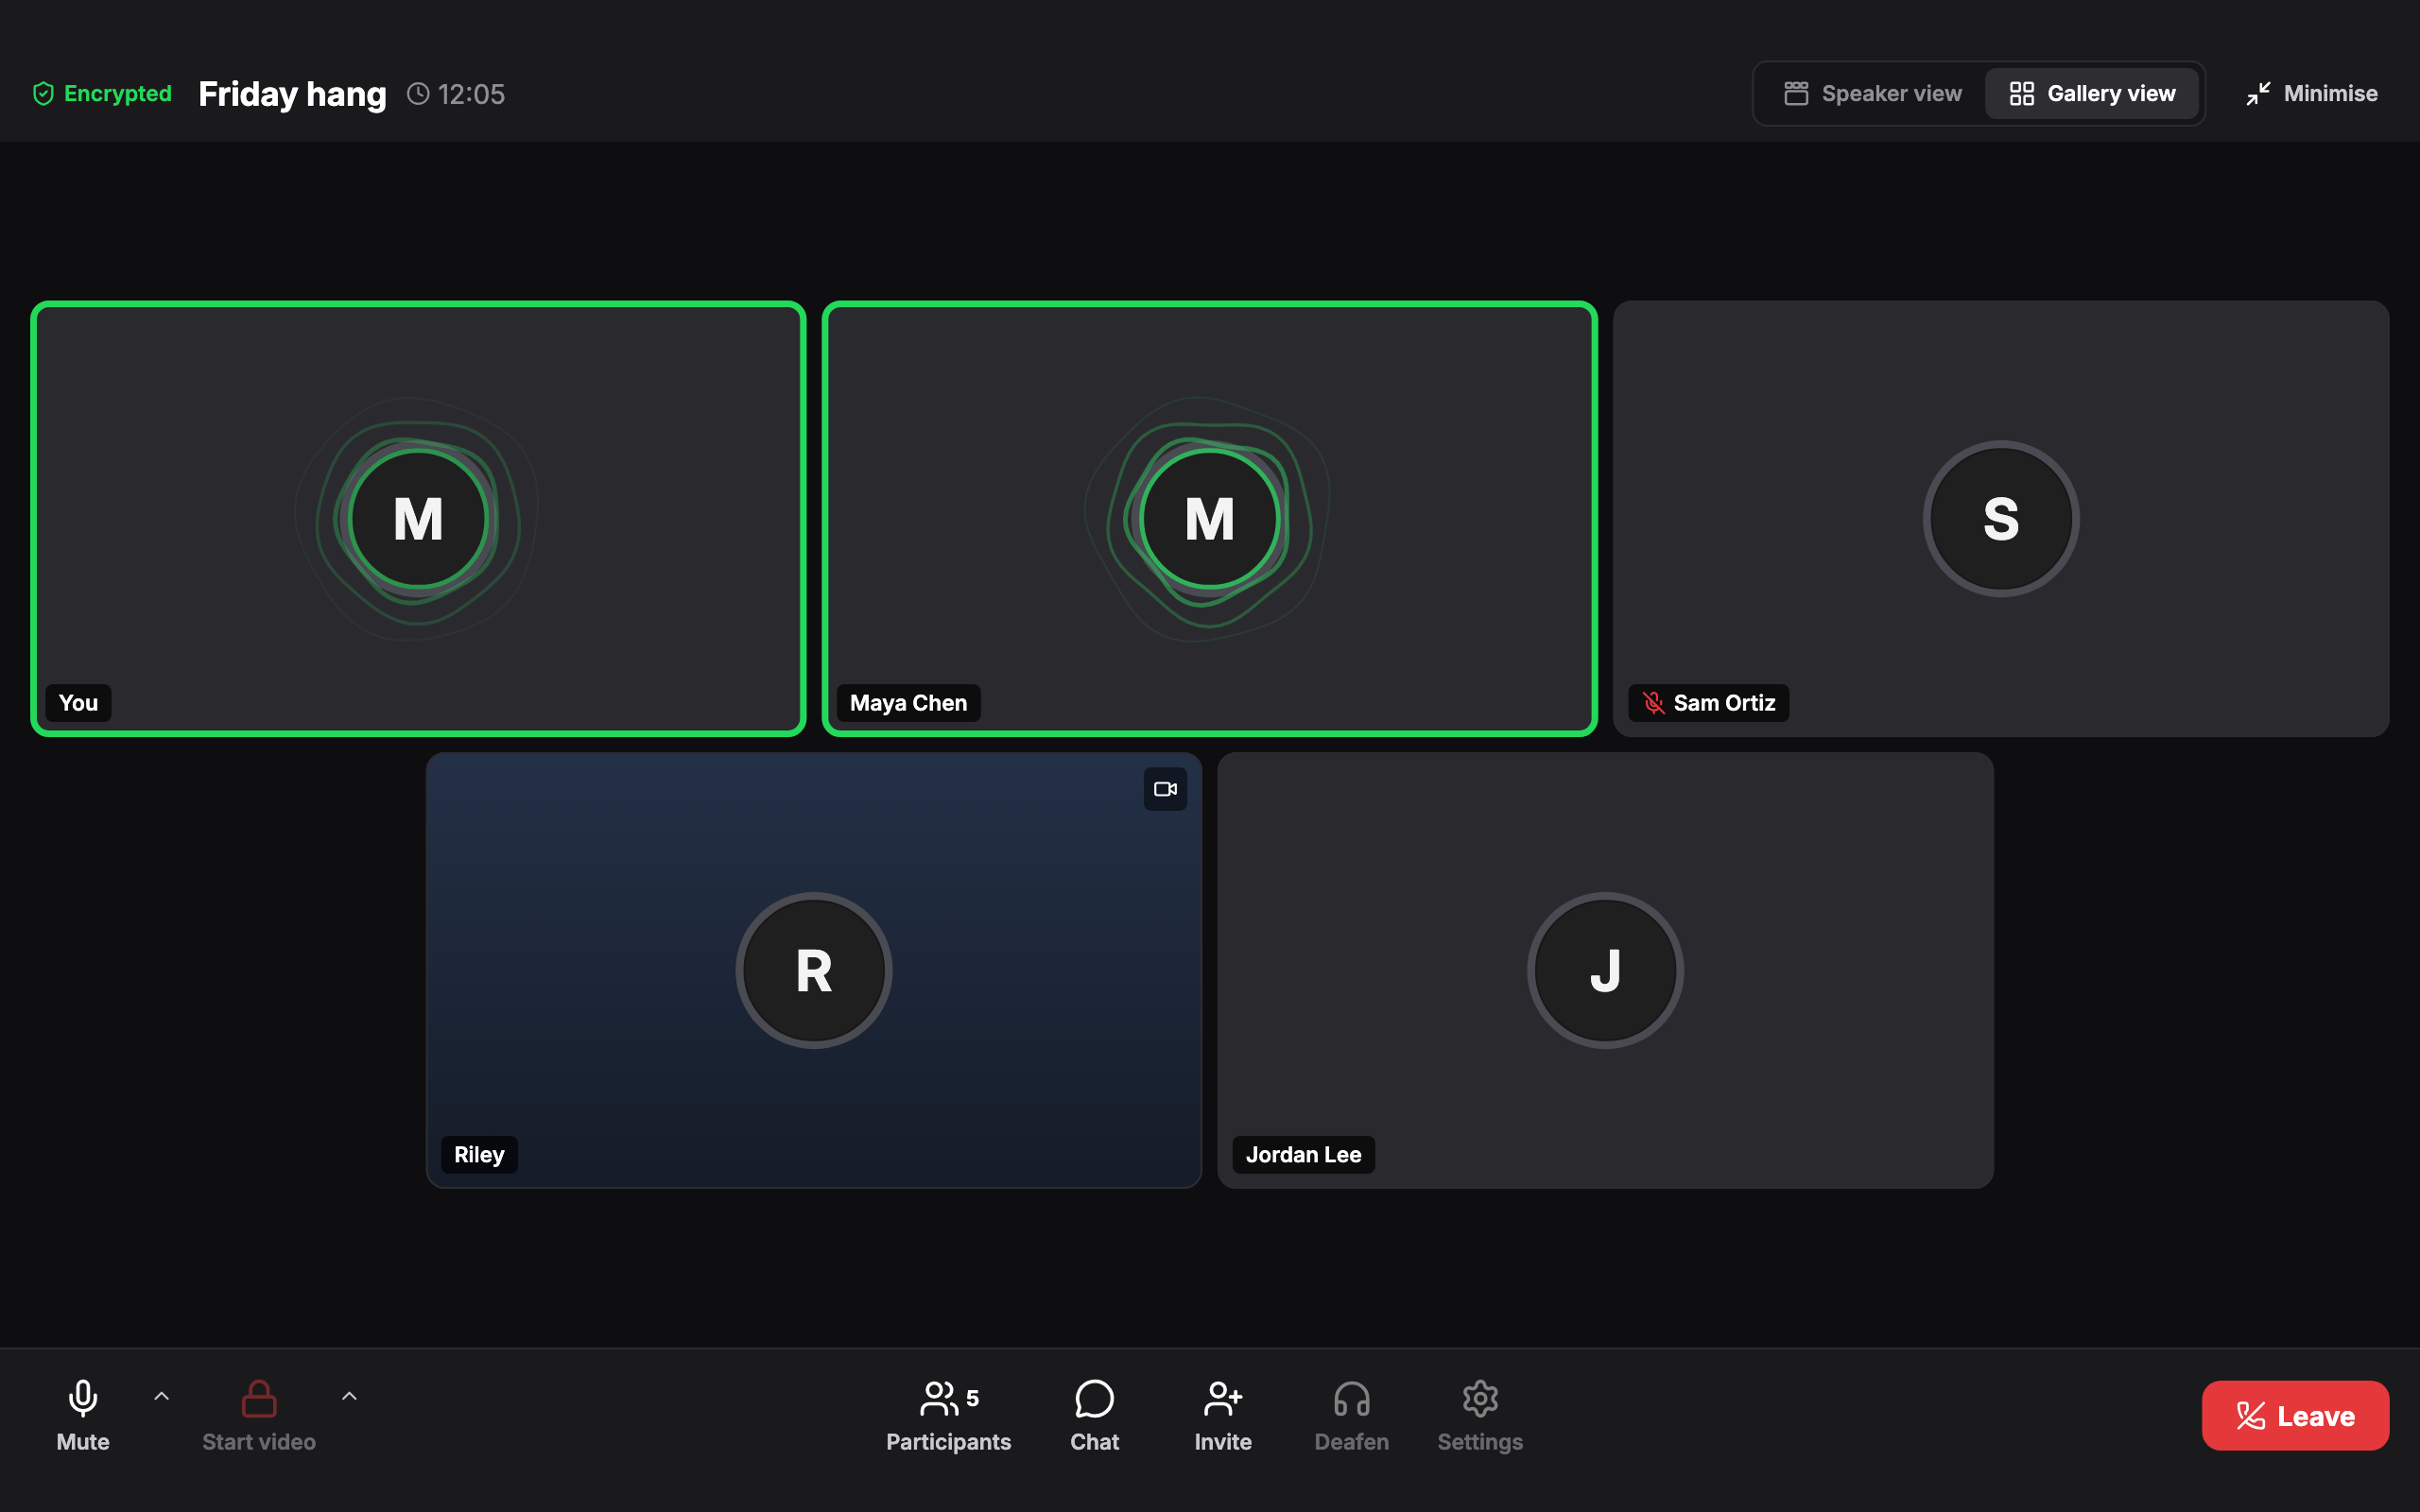 Encrypted Friday hang 12:05
Speaker view Gallery view Minimise
M
You
M
Maya Chen
S
Sam Ortiz
R
Riley
J
Jordan Lee
Mute
Start video
5
Participants
Chat
Invite
Deafen
Settings
Leave